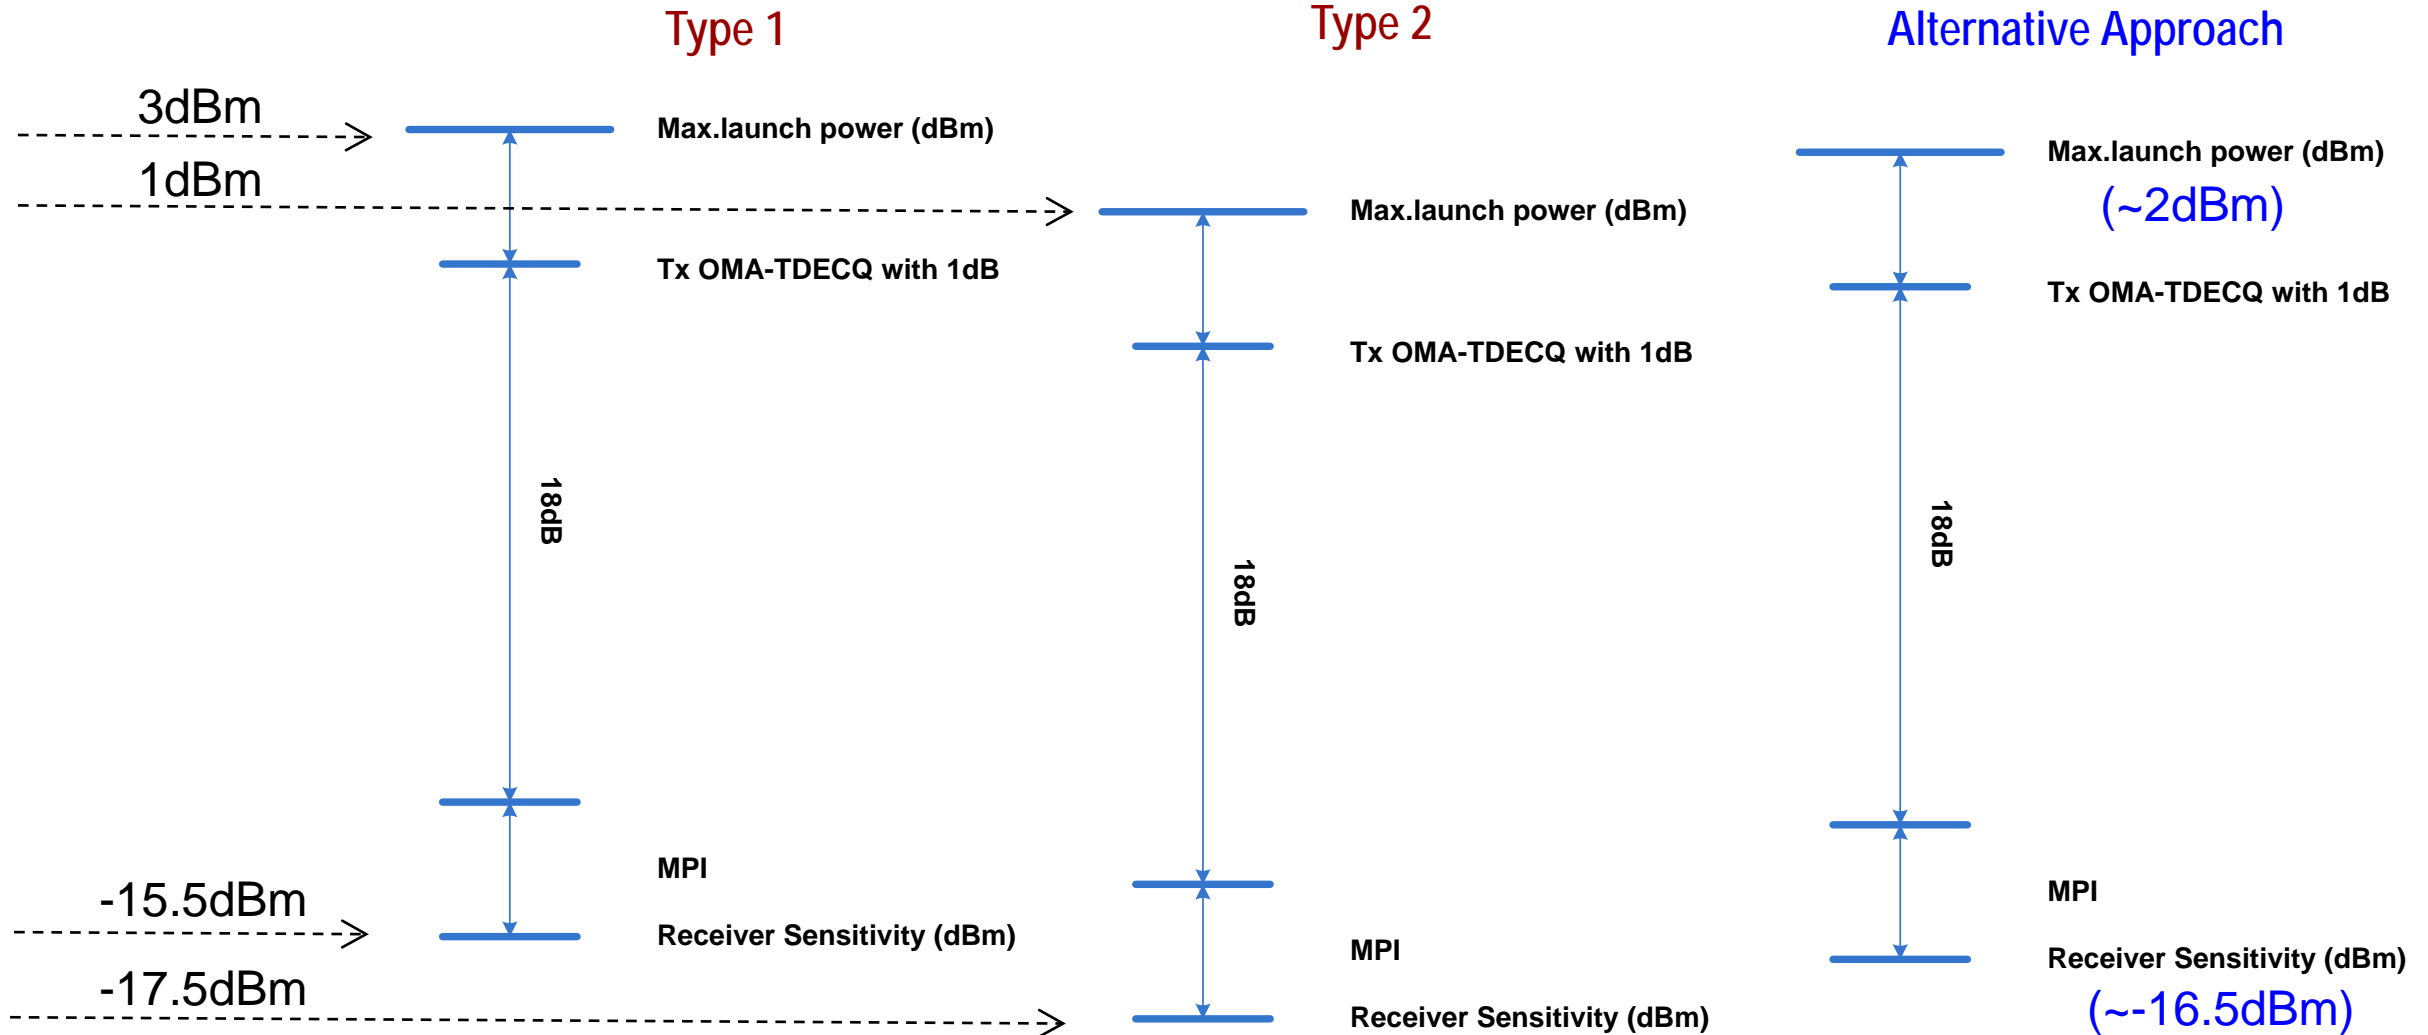 Type 1
Type 2
Alternative Approach
3dBm
1dBm
-15.5dBm
-17.5dBm
Max.launch power (dBm)
Tx OMA-TDECQ with 1dB
18dB
MPI
Receiver Sensitivity (dBm)
Max.launch power (dBm)
Tx OMA-TDECQ with 1dB
18dB
MPI
Receiver Sensitivity (dBm)
Max.launch power (dBm)
(~2dBm)
Tx OMA-TDECQ with 1dB
18dB
MPI
Receiver Sensitivity (dBm)
(~-16.5dBm)